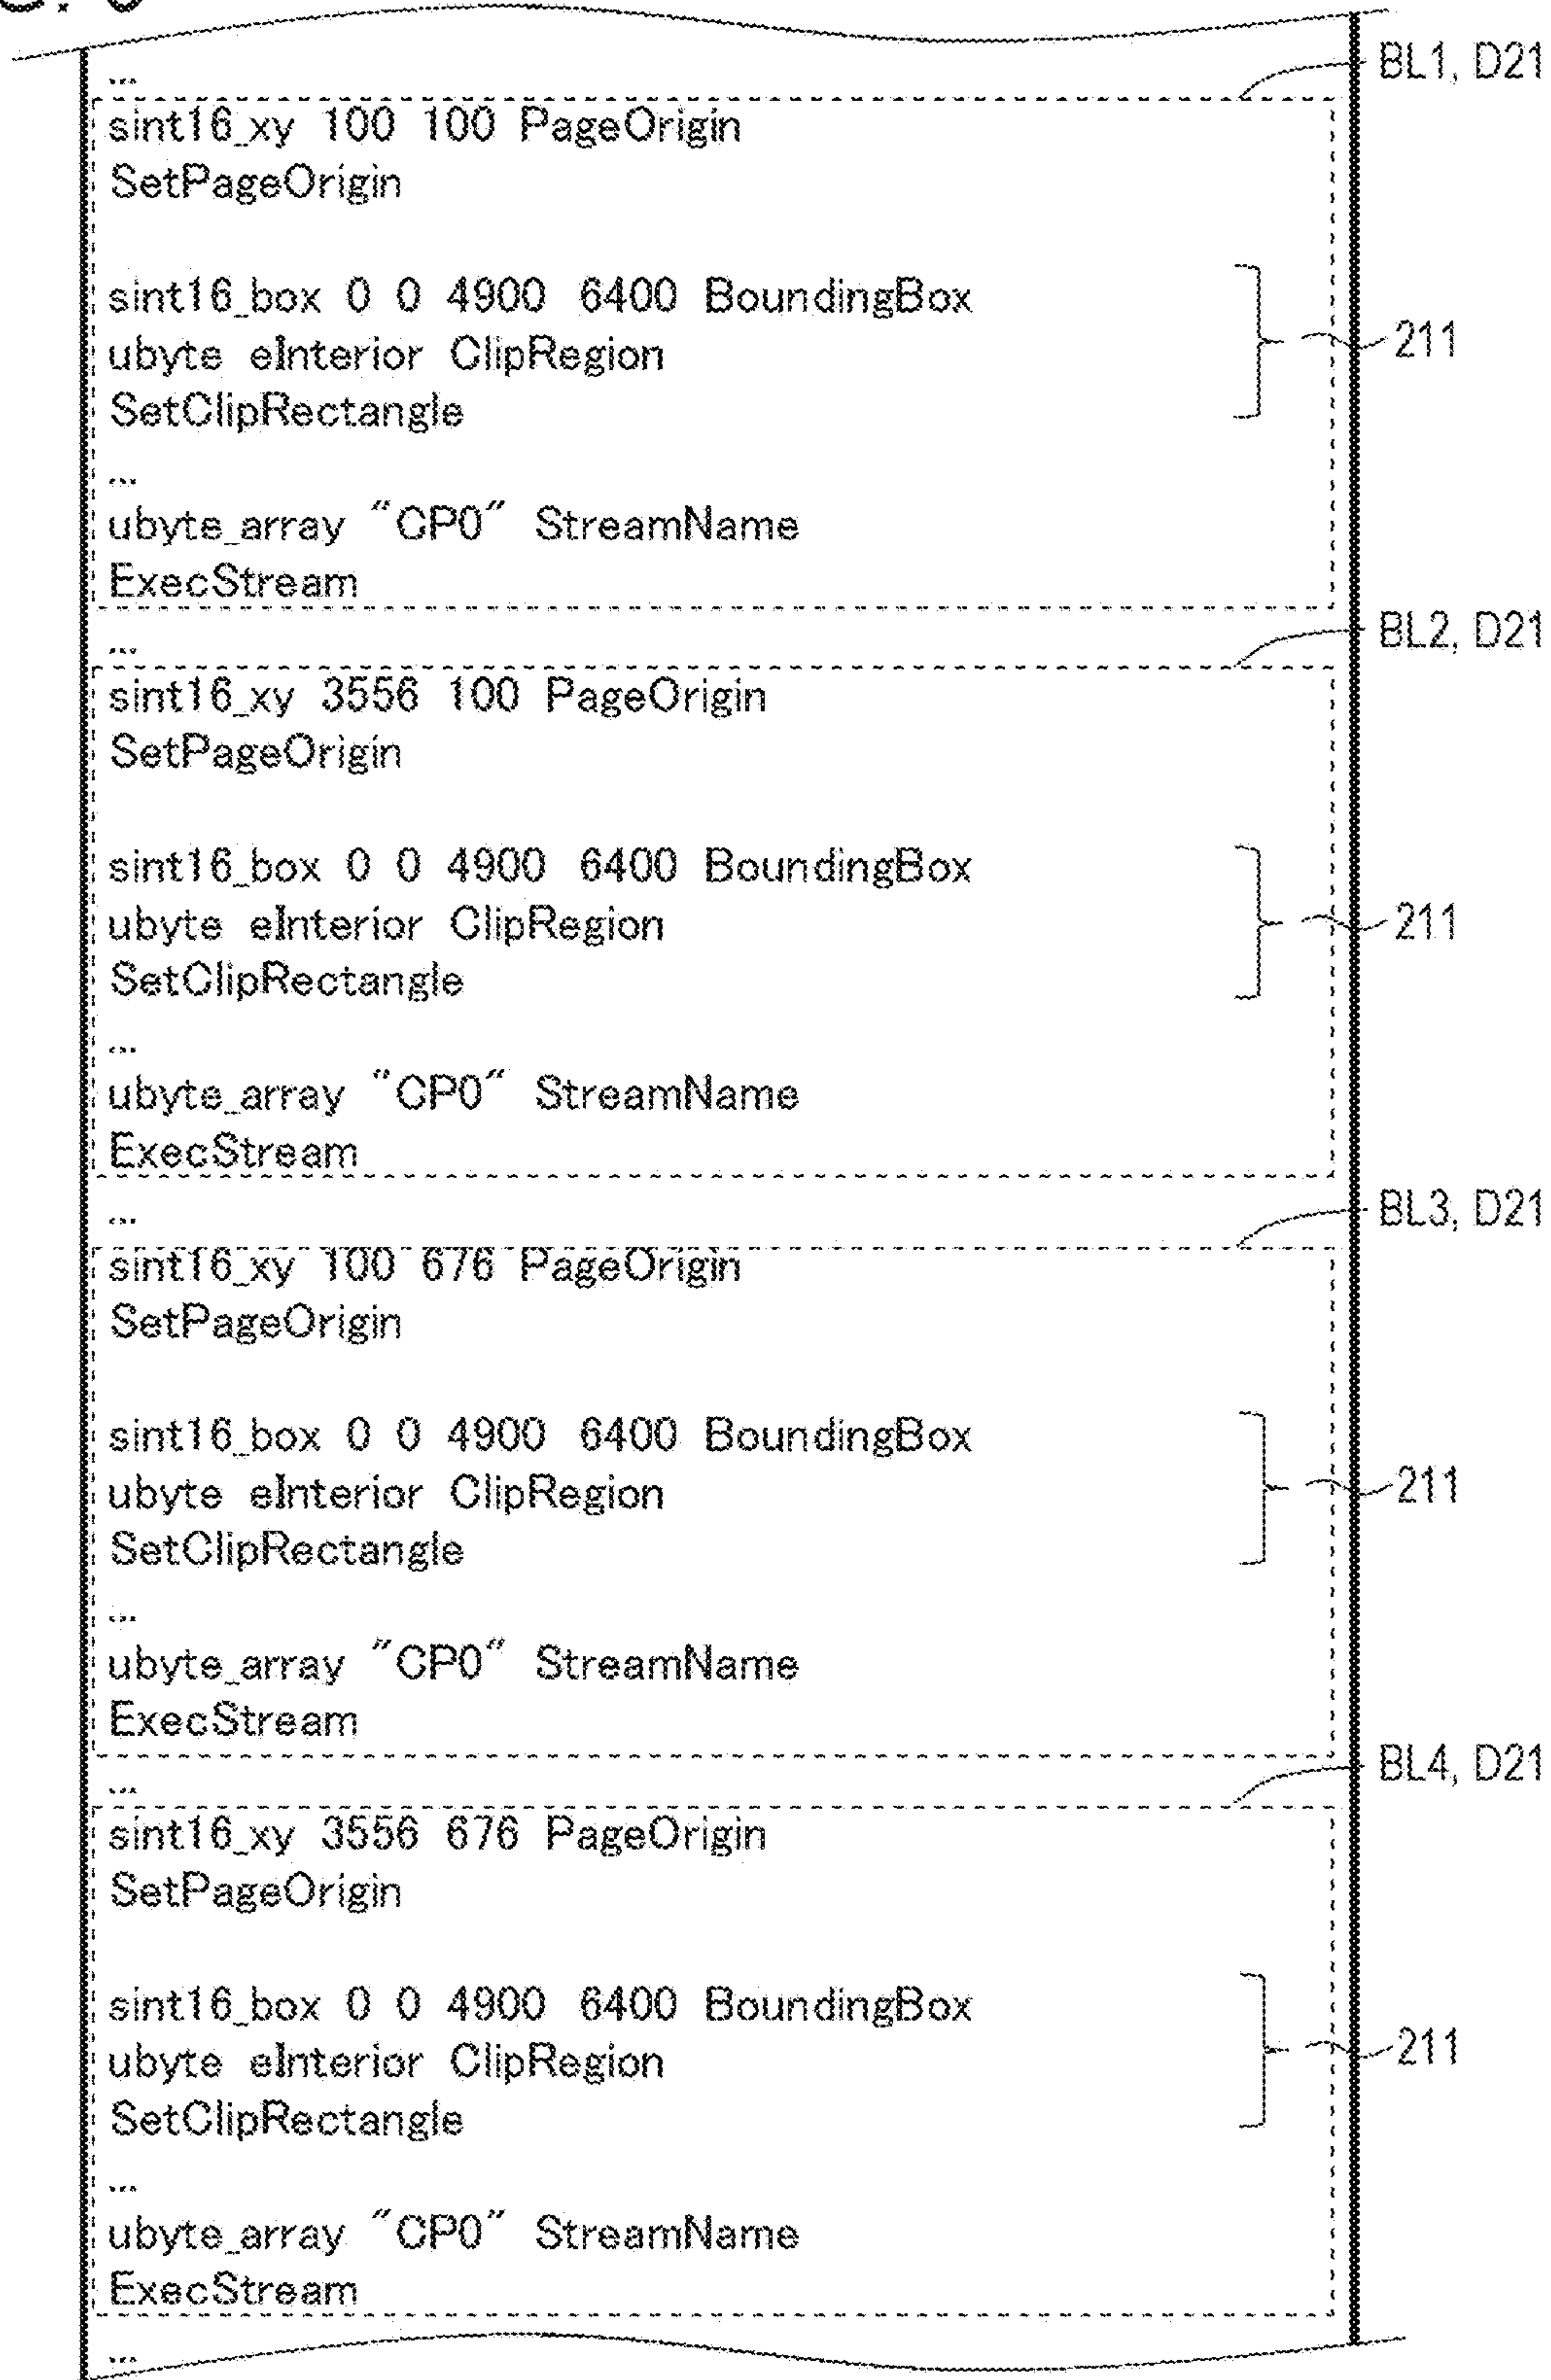 ...
BL1, D21
sint16_xy 100 100 PageOrigin
SetPageOrigin
sint16_box 0 0 4900 6400 BoundingBox
ubyte eInterior ClipRegion
211
SetClipRectangle
...
ubyte_array "CP0" StreamName
ExecStream
...
BL2, D21
sint16_xy 3556 100 PageOrigin
SetPageOrigin
sint16_box 0 0 4900 6400 BoundingBox
ubyte eInterior ClipRegion
211
SetClipRectangle
...
ubyte_array "CP0" StreamName
ExecStream
...
BL3, D21
sint16_xy 100 676 PageOrigin
SetPageOrigin
sint16_box 0 0 4900 6400 BoundingBox
ubyte eInterior ClipRegion
211
SetClipRectangle
...
ubyte_array "CP0" StreamName
ExecStream
...
BL4, D21
sint16_xy 3556 676 PageOrigin
SetPageOrigin
sint16_box 0 0 4900 6400 BoundingBox
ubyte eInterior ClipRegion
211
SetClipRectangle
...
ubyte_array "CP0" StreamName
ExecStream
...